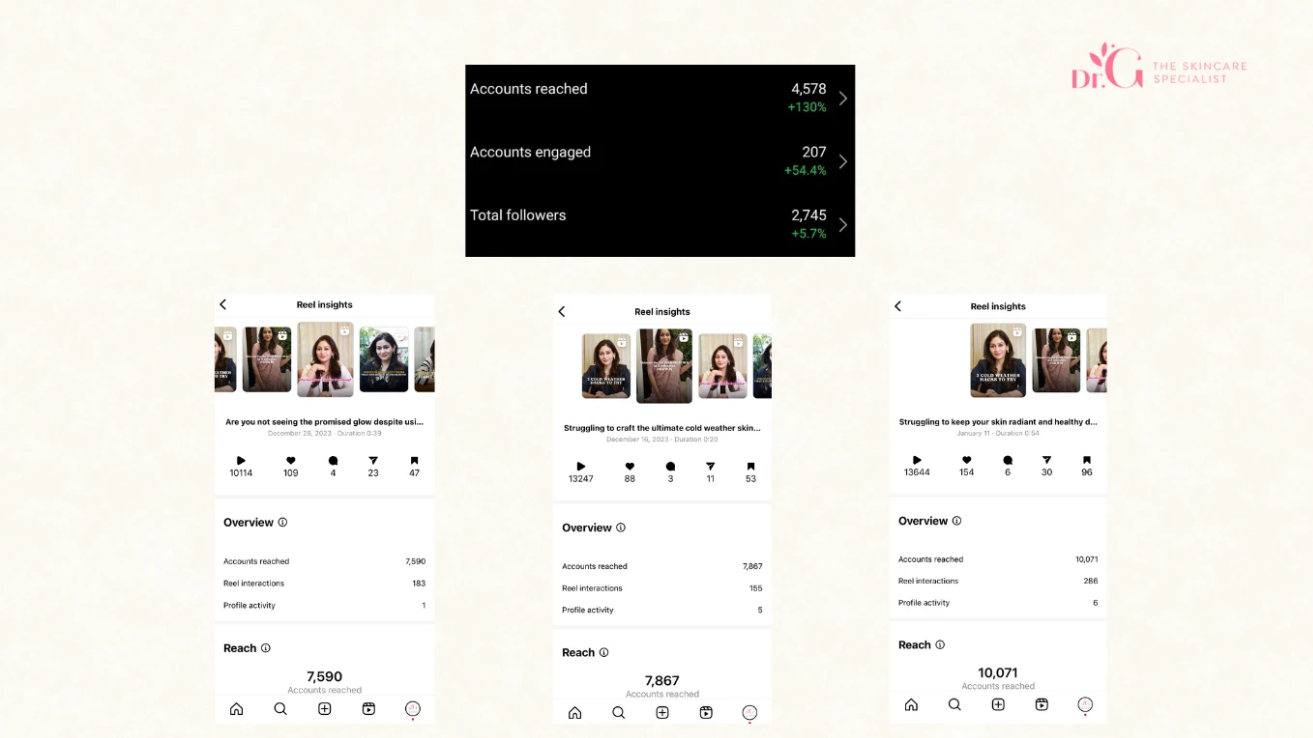 Dr.G THE SKINCARE
SPECIALIST
Accounts reached 4,578
+130%
Accounts engaged 207
+54.4%
Total followers 2,745
+5.7%
Reel insights
Are you not seeing the promised glow despite usi...
December 28, 2023 · Duration 0:39
10114 109 4 23 47
Overview
Accounts reached 7,590
Reel interactions 183
Profile activity 1
Reach
7,590
Accounts reached
Reel insights
3 COLD WEATHER
HACKS TO TRY
Struggling to craft the ultimate cold weather skin...
December 16, 2023 · Duration 0:20
13247 88 3 11 53
Overview
Accounts reached 7,867
Reel interactions 155
Profile activity 5
Reach
7,867
Accounts reached
Reel insights
3 COLD WEATHER
HACKS TO TRY
Struggling to keep your skin radiant and healthy d...
January 11 · Duration 0:54
13644 154 6 30 96
Overview
Accounts reached 10,071
Reel interactions 286
Profile activity 6
Reach
10,071
Accounts reached